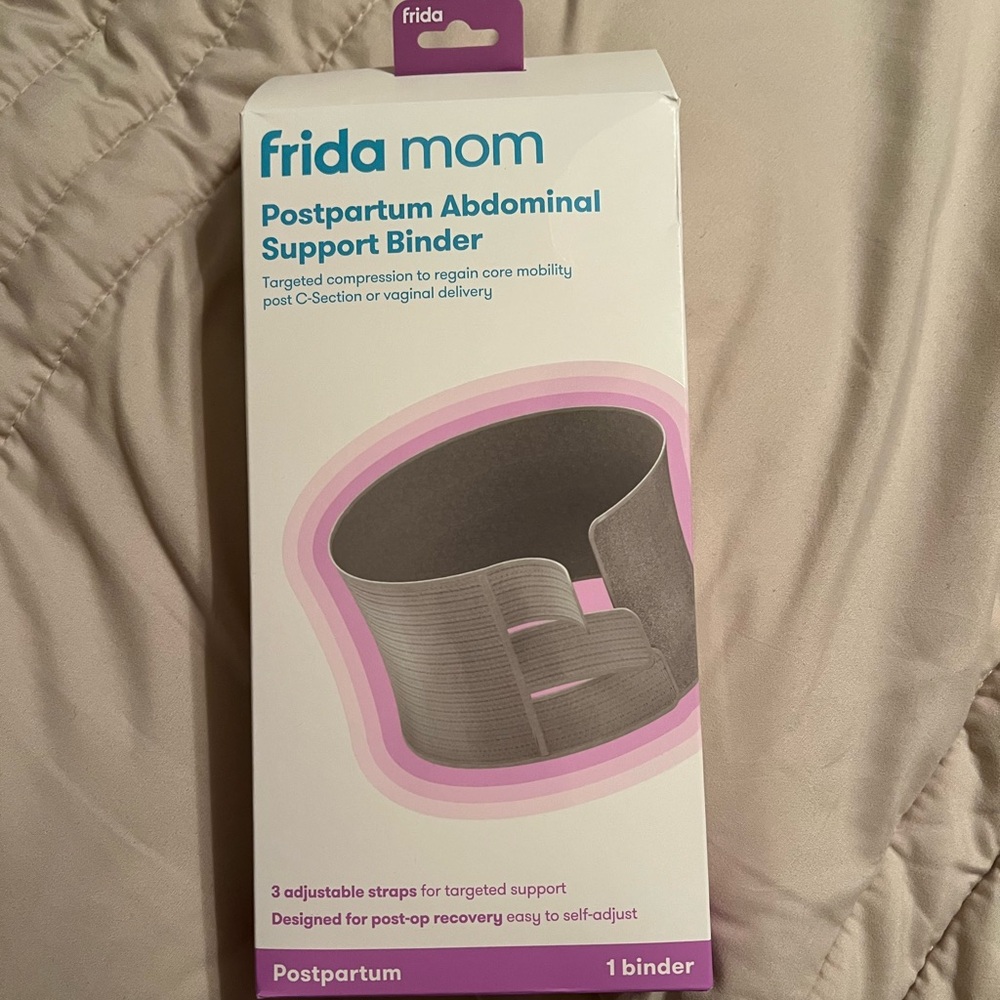 frida
frida mom
Postpartum Abdominal
Support Binder
Targeted compression to regain core mobility
post C-Section or vaginal delivery
3 adjustable straps for targeted support
Designed for post-op recovery easy to self-adjust
Postpartum
1 binder